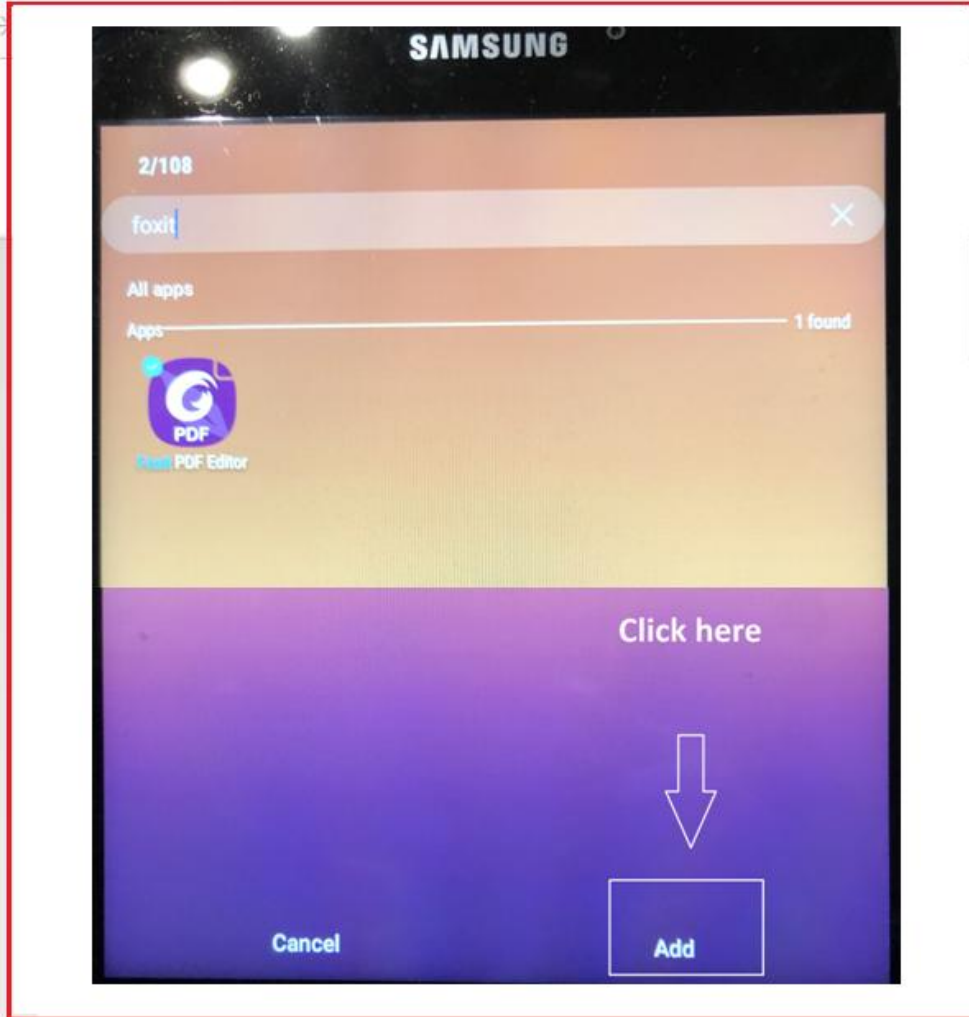 SAMSUNG
2/108
foxit
All apps
Apps
1 found
PDF
Foxit PDF Editor
Click here
Cancel
Add